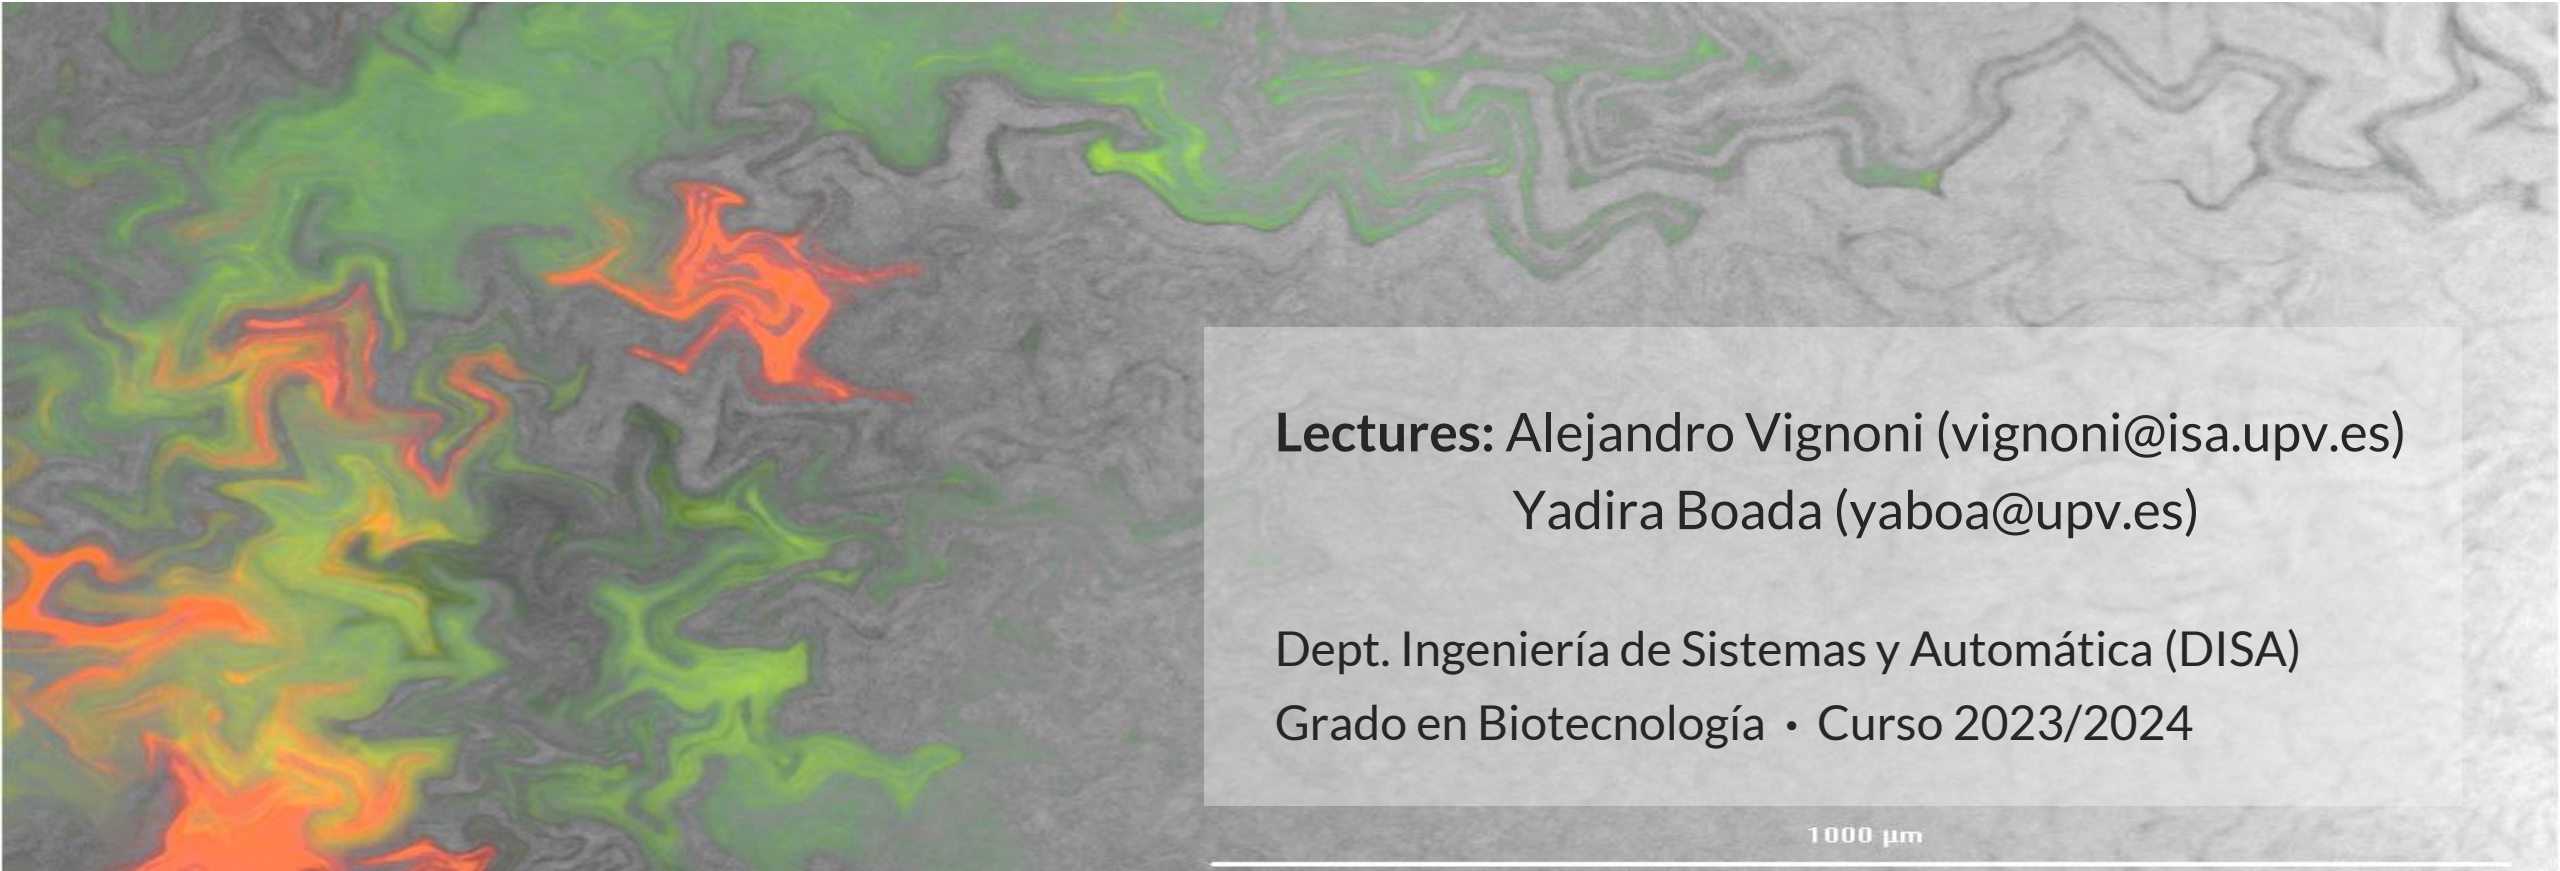 Lectures: Alejandro Vignoni (vignoni@isa.upv.es)
Yadira Boada (yaboa@upv.es)
Dept. Ingeniería de Sistemas y Automática (DISA)
Grado en Biotecnología · Curso 2023/2024
1000 µm